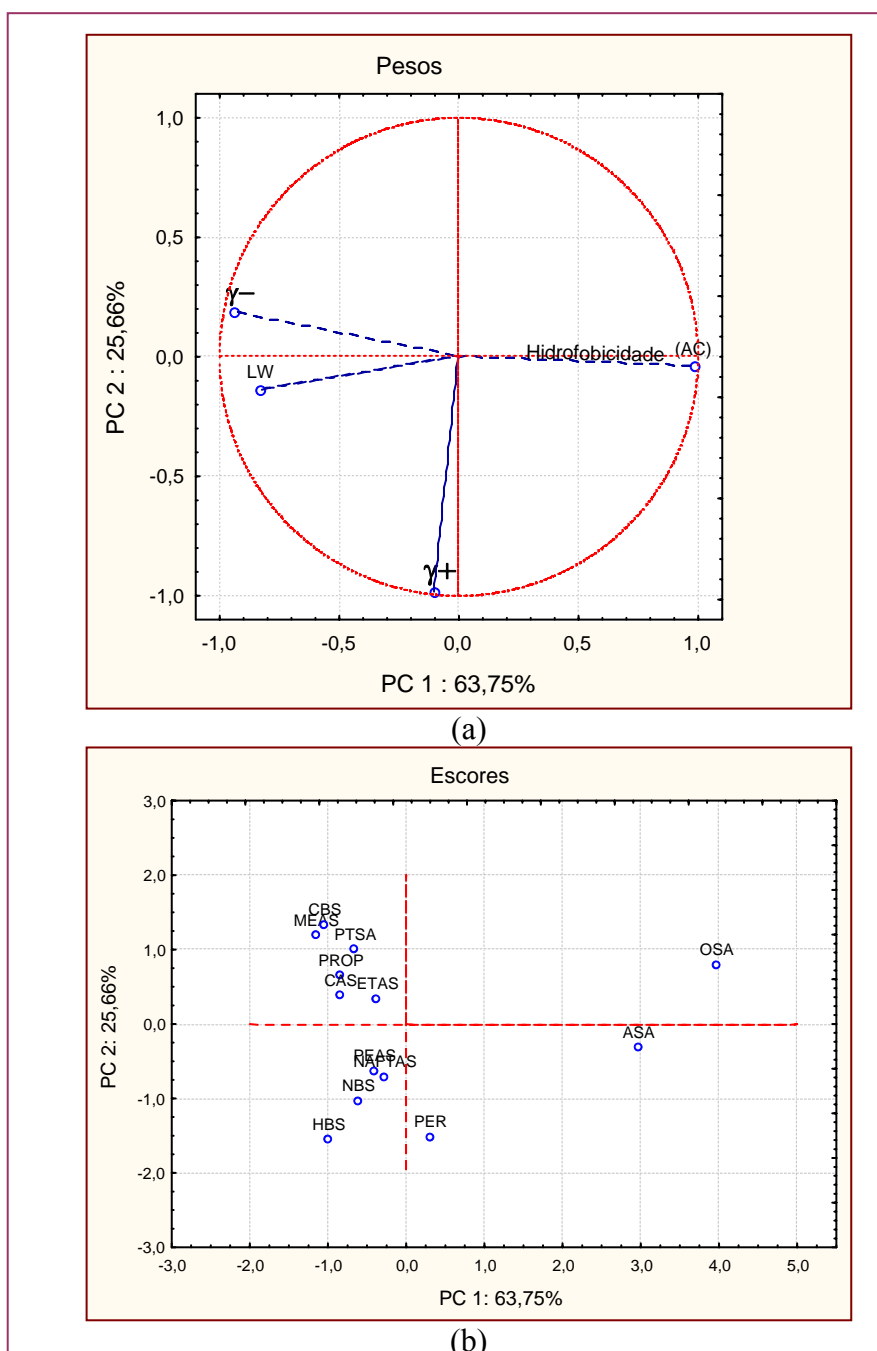 Pesos
1,0
0,5
0,0
-0,5
-1,0
PC 2 : 25,66%
γ−
LW
Hidrofobicidade (AC)
γ+
-1,0 -0,5 0,0 0,5 1,0
PC 1 : 63,75%
(a)
Escores
3,0
2,0
1,0
0,0
-1,0
-2,0
-3,0
PC 2: 25,66%
CBS
MEAS
PTSA
PROP
CAS
ETAS
OSA
ASA
PEAS
NAFTAS
NBS
HBS
PER
-3,0 -2,0 -1,0 0,0 1,0 2,0 3,0 4,0 5,0
PC 1: 63,75%
(b)